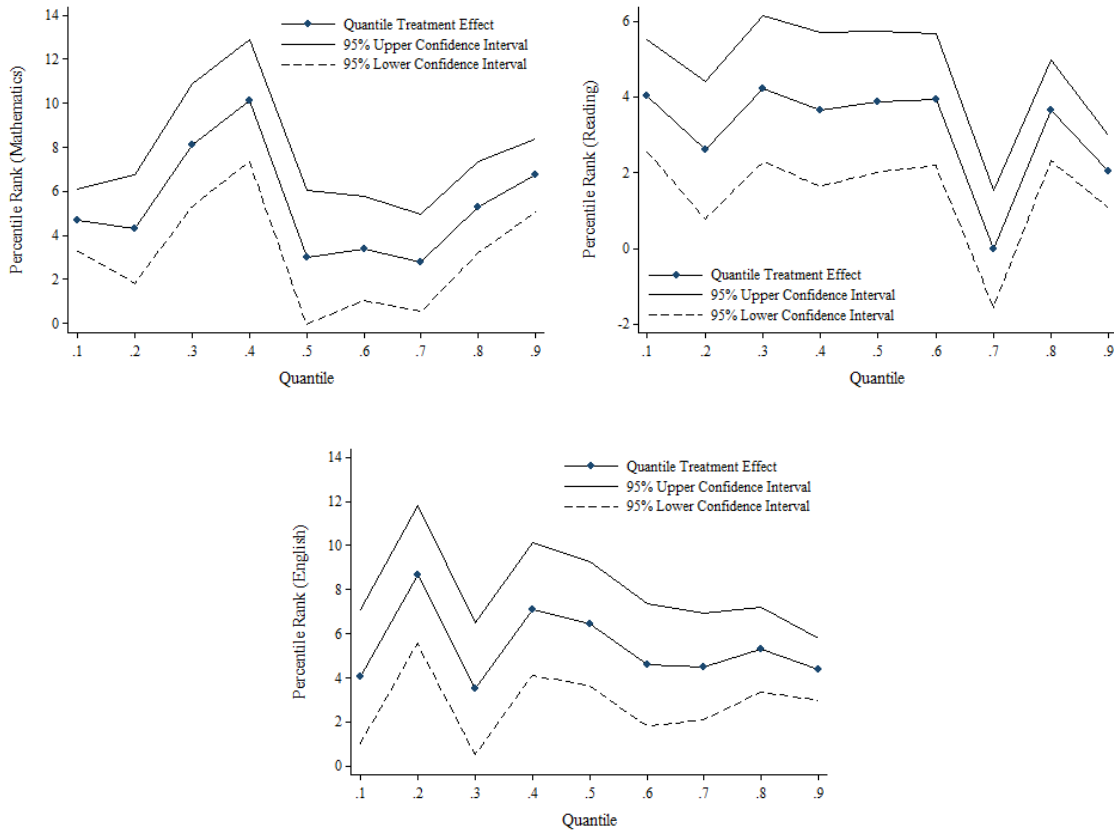 14
12
10
8
6
4
2
0
Percentile Rank (Mathematics)
Quantile Treatment Effect
95% Upper Confidence Interval
95% Lower Confidence Interval
.1 .2 .3 .4 .5 .6 .7 .8 .9
Quantile
6
4
2
0
-2
Percentile Rank (Reading)
Quantile Treatment Effect
95% Upper Confidence Interval
95% Lower Confidence Interval
.1 .2 .3 .4 .5 .6 .7 .8 .9
Quantile
14
12
10
8
6
4
2
0
Percentile Rank (English)
Quantile Treatment Effect
95% Upper Confidence Interval
95% Lower Confidence Interval
.1 .2 .3 .4 .5 .6 .7 .8 .9
Quantile